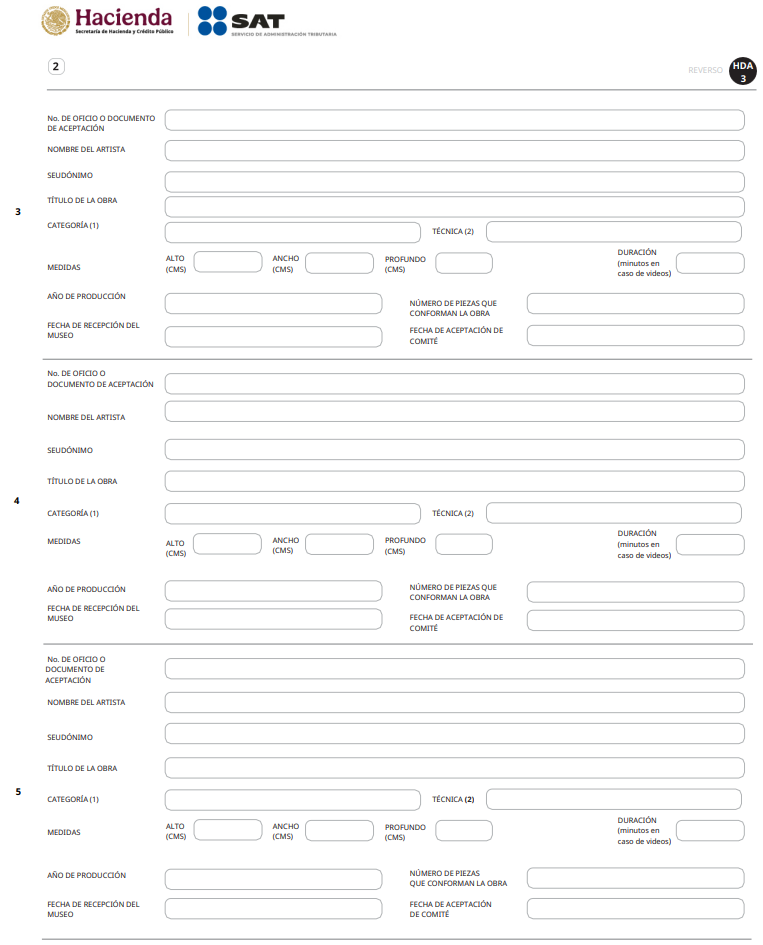 Hacienda
Secretaría de Hacienda y Crédito Público
SAT
SERVICIO DE ADMINISTRACIÓN TRIBUTARIA
2
REVERSO
HDA
3
No. DE OFICIO O DOCUMENTO
DE ACEPTACIÓN
NOMBRE DEL ARTISTA
SEUDÓNIMO
TÍTULO DE LA OBRA
3
CATEGORÍA (1)
TÉCNICA (2)
MEDIDAS
ALTO
(CMS)
ANCHO
(CMS)
PROFUNDO
(CMS)
DURACIÓN
(minutos en
caso de videos)
AÑO DE PRODUCCIÓN
NÚMERO DE PIEZAS QUE
CONFORMAN LA OBRA
FECHA DE RECEPCIÓN DEL
MUSEO
FECHA DE ACEPTACIÓN DE
COMITÉ
No. DE OFICIO O
DOCUMENTO DE ACEPTACIÓN
NOMBRE DEL ARTISTA
SEUDÓNIMO
TÍTULO DE LA OBRA
4
CATEGORÍA (1)
TÉCNICA (2)
MEDIDAS
ALTO
(CMS)
ANCHO
(CMS)
PROFUNDO
(CMS)
DURACIÓN
(minutos en
caso de videos)
AÑO DE PRODUCCIÓN
NÚMERO DE PIEZAS QUE
CONFORMAN LA OBRA
FECHA DE RECEPCIÓN DEL
MUSEO
FECHA DE ACEPTACIÓN DE
COMITÉ
No. DE OFICIO O
DOCUMENTO DE
ACEPTACIÓN
NOMBRE DEL ARTISTA
SEUDÓNIMO
TÍTULO DE LA OBRA
5
CATEGORÍA (1)
TÉCNICA (2)
MEDIDAS
ALTO
(CMS)
ANCHO
(CMS)
PROFUNDO
(CMS)
DURACIÓN
(minutos en
caso de videos)
AÑO DE PRODUCCIÓN
NÚMERO DE PIEZAS
QUE CONFORMAN LA OBRA
FECHA DE RECEPCIÓN DEL
MUSEO
FECHA DE ACEPTACIÓN
DE COMITÉ